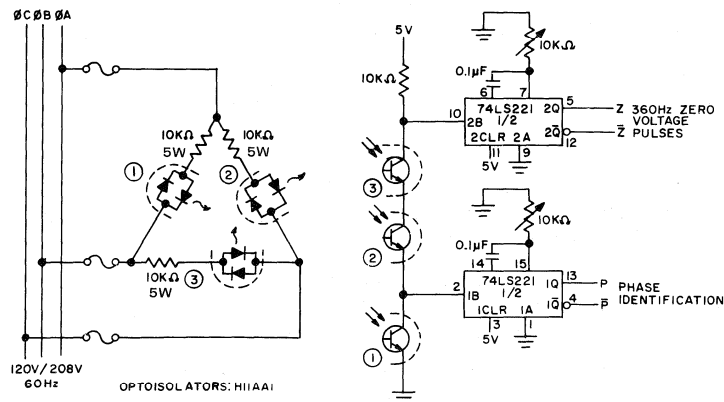 ØC ØB ØA
10KΩ
5W
10KΩ
5W
①
②
10KΩ
5W
③
120V/208V
60Hz
OPTOISOLATORS: H11AA1
5V
10KΩ
10KΩ
0.1µF
6
7
10
2B
74LS221
1/2
2Q
5
Z 360Hz ZERO
VOLTAGE
Z̅ PULSES
2Q̅
12
2CLR 2A
11
9
5V
③
②
①
10KΩ
0.1µF
14
15
2
1B
74LS221
1/2
1Q
13
P PHASE
IDENTIFICATION
1Q̅
4
P̅
1CLR 1A
3
1
5V